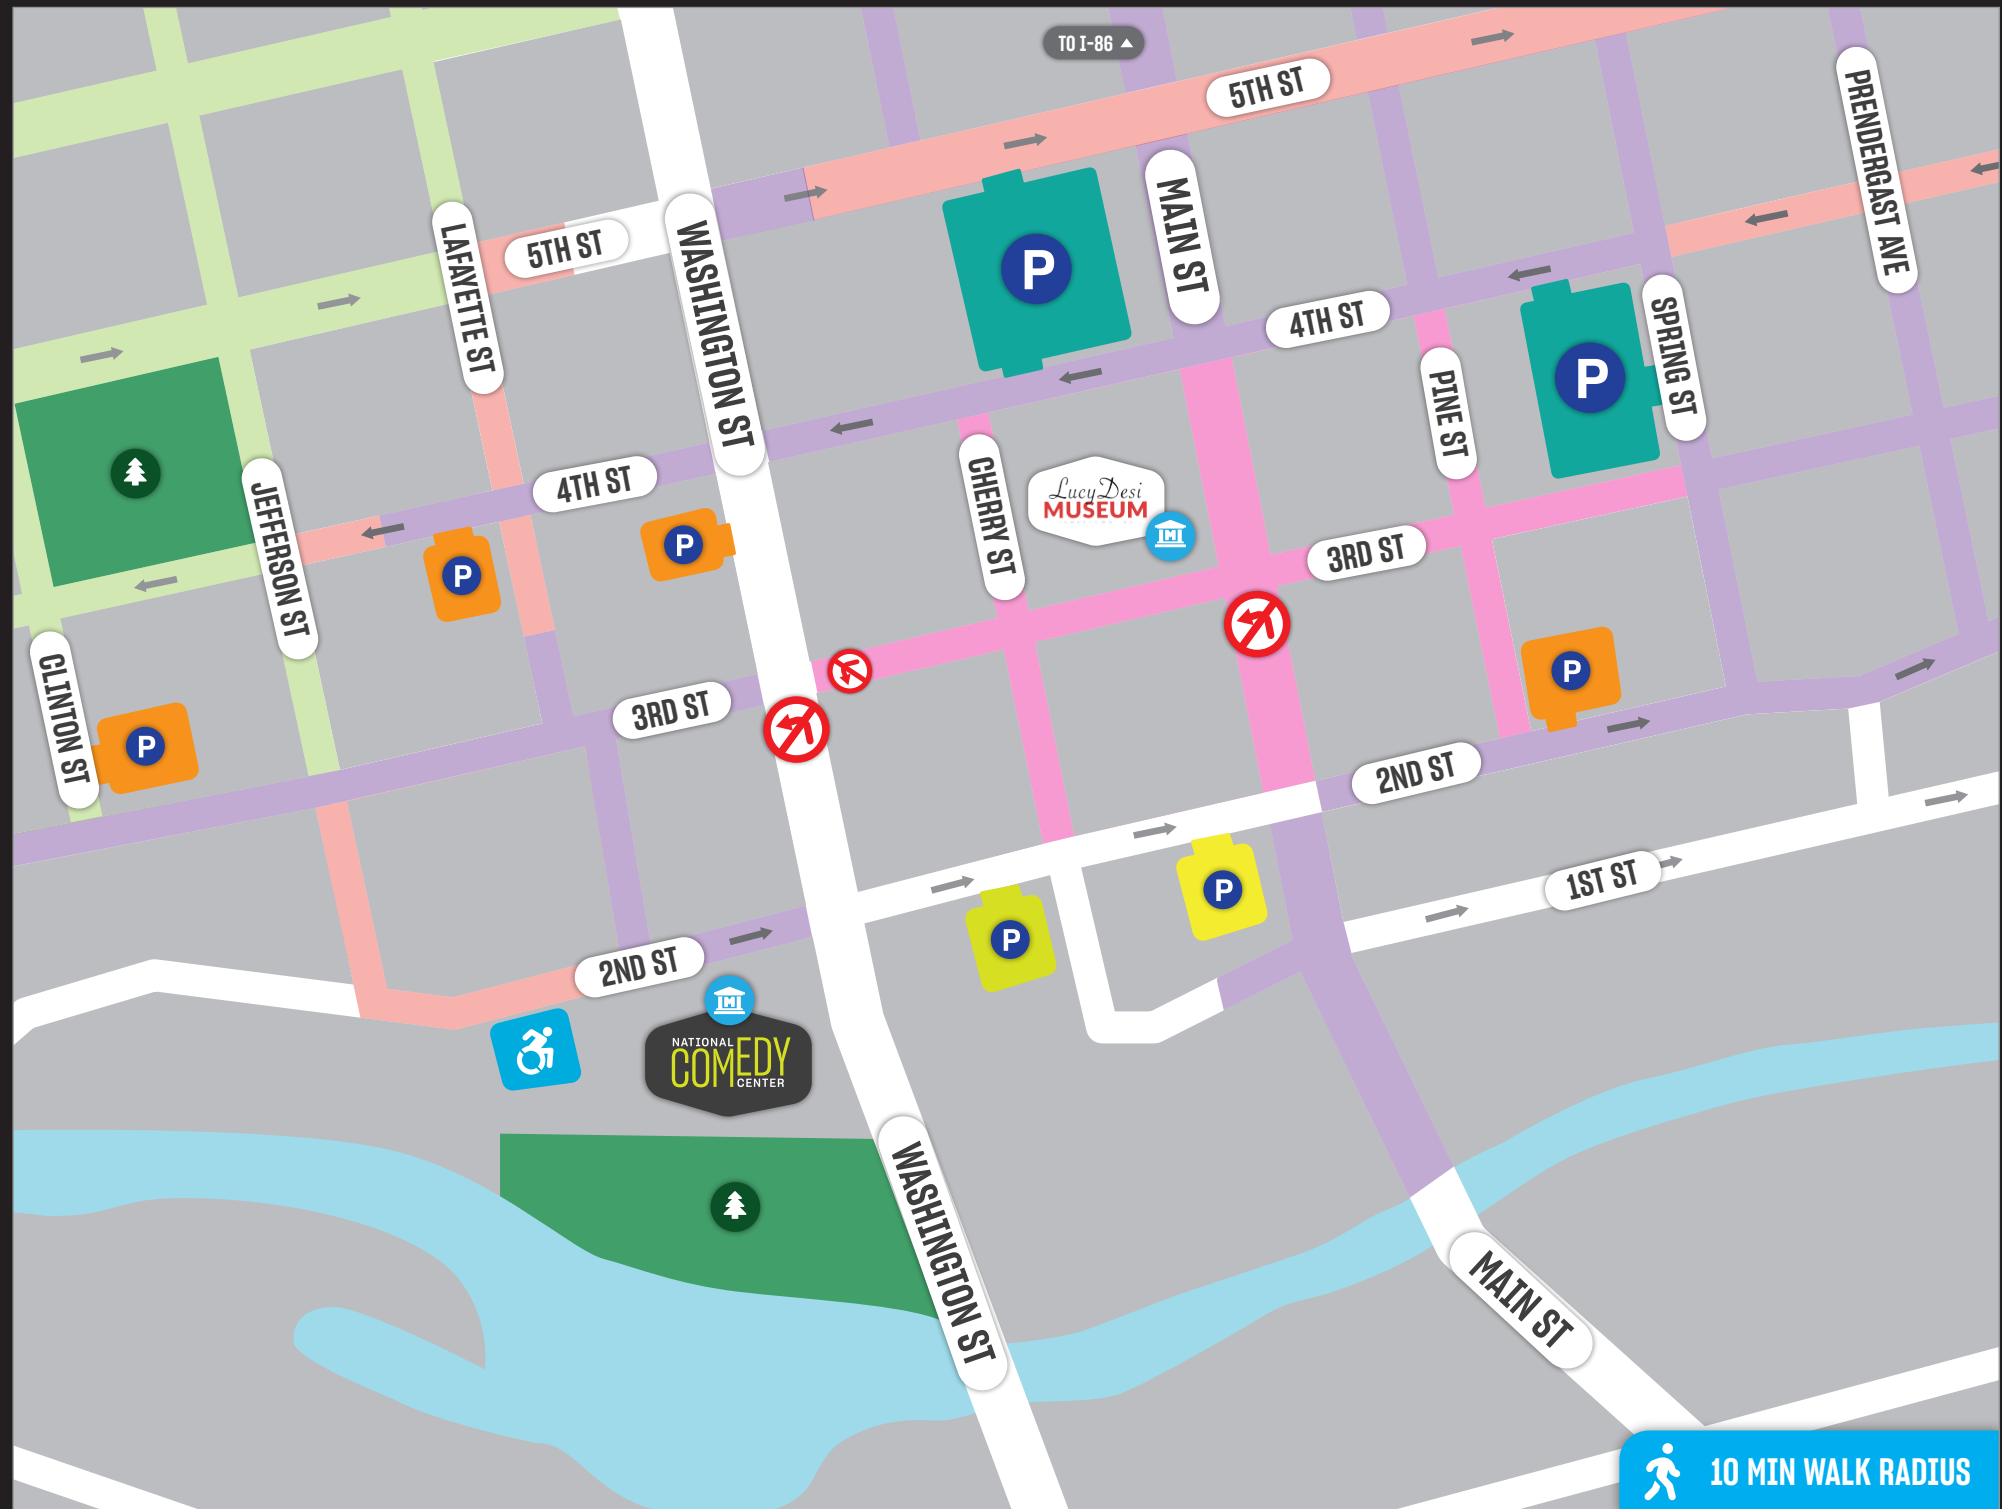 TO I-86
5TH ST
PRENDERGAST AVE
MAIN ST
LAFAYETTE ST
5TH ST
WASHINGTON ST
P
4TH ST
SPRING ST
P
PINE ST
CHERRY ST
LucyDesi
MUSEUM
4TH ST
JEFFERSON ST
P
P
3RD ST
CLINTON ST
P
3RD ST
P
2ND ST
P
P
1ST ST
2ND ST
NATIONAL
COMEDY
CENTER
WASHINGTON ST
MAIN ST
10 MIN WALK RADIUS